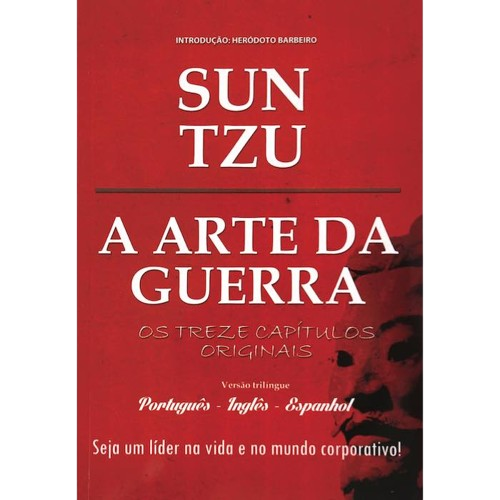 INTRODUÇÃO: HERÓDOTO BARBEIRO
SUN
TZU
A ARTE DA
GUERRA
OS TREZE CAPÍTULOS
ORIGINAIS
Versão trilingue
Português - Inglês - Espanhol
Seja um líder na vida e no mundo corporativo!